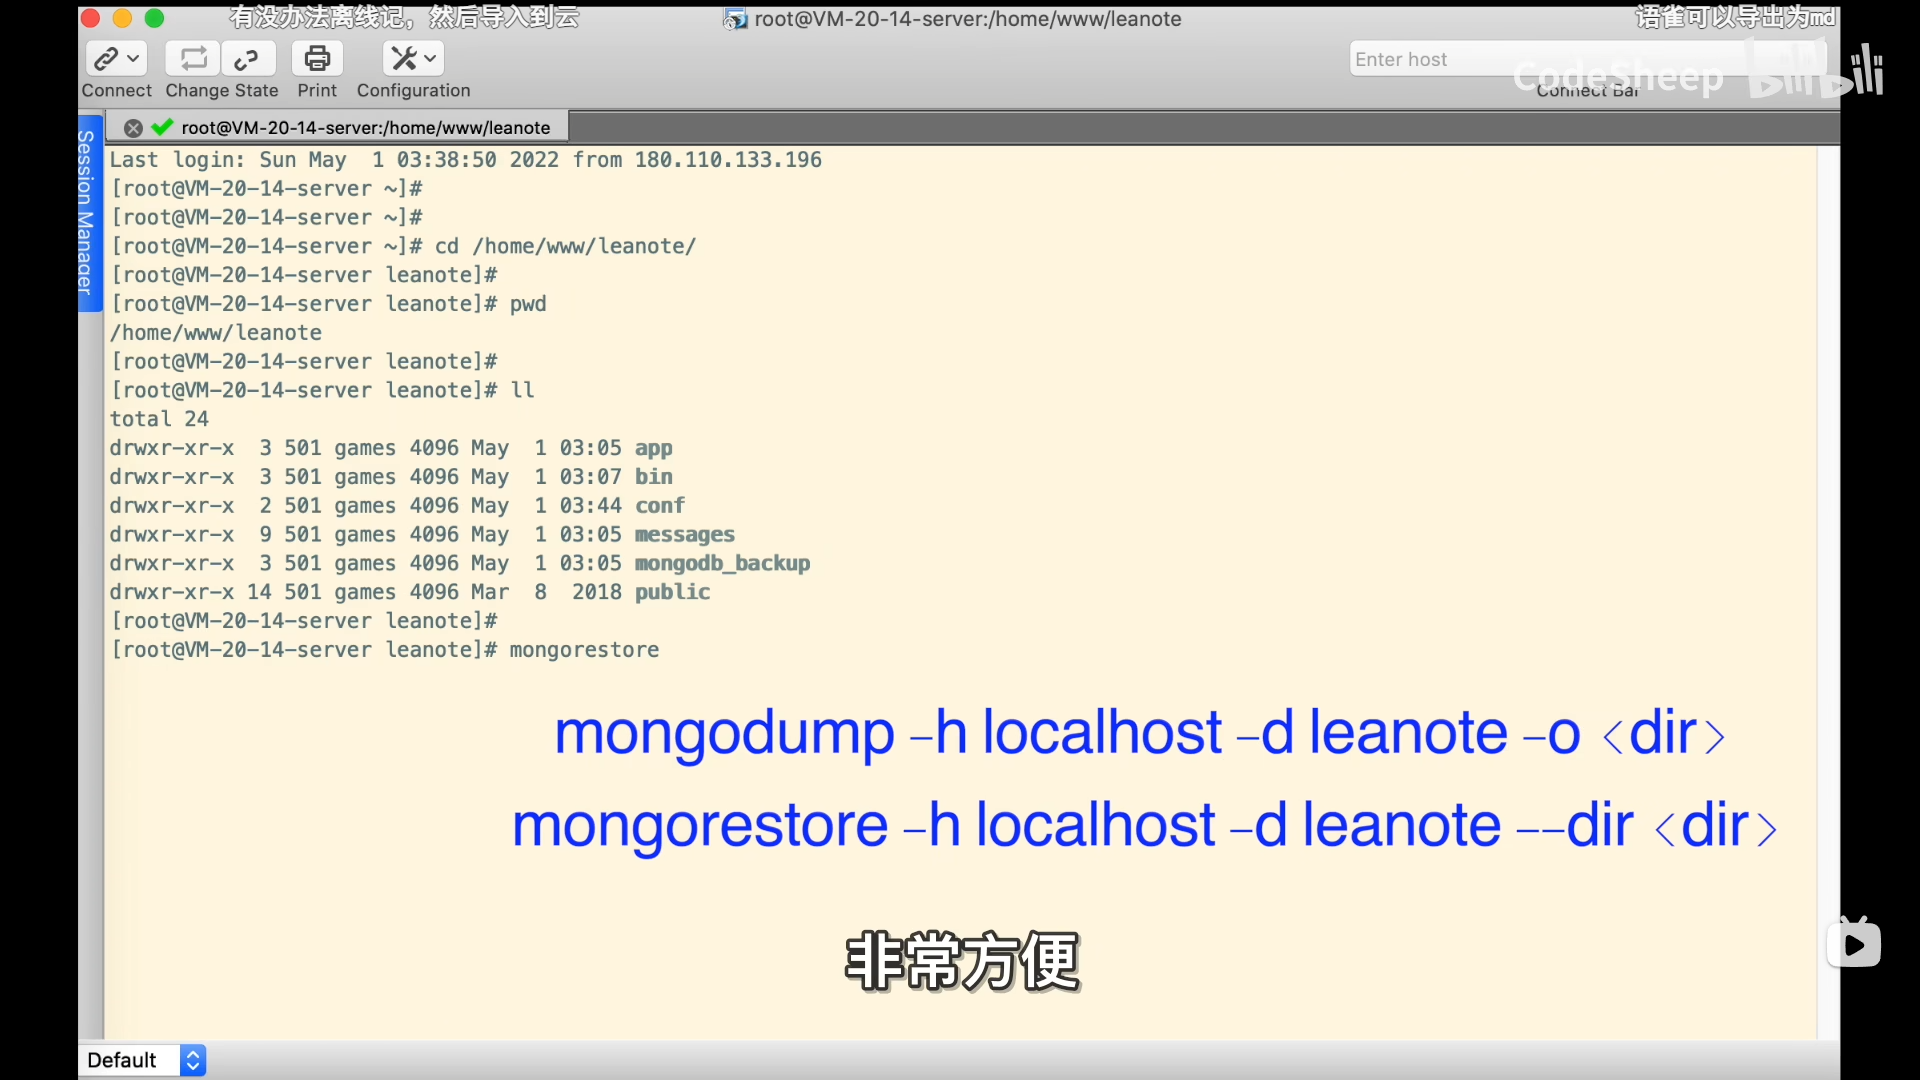 有没办法离线记，然后导入到云
root@VM-20-14-server:/home/www/leanote
语雀可以导出为md
Connect
Change State
Print
Configuration
Enter host
Connect Bar
CodeSheep
bilibili
root@VM-20-14-server:/home/www/leanote
Session Manager
Last login: Sun May  1 03:38:50 2022 from 180.110.133.196
[root@VM-20-14-server ~]#
[root@VM-20-14-server ~]#
[root@VM-20-14-server ~]# cd /home/www/leanote/
[root@VM-20-14-server leanote]#
[root@VM-20-14-server leanote]# pwd
/home/www/leanote
[root@VM-20-14-server leanote]#
[root@VM-20-14-server leanote]# ll
total 24
drwxr-xr-x  3 501 games 4096 May  1 03:05 app
drwxr-xr-x  3 501 games 4096 May  1 03:07 bin
drwxr-xr-x  2 501 games 4096 May  1 03:44 conf
drwxr-xr-x  9 501 games 4096 May  1 03:05 messages
drwxr-xr-x  3 501 games 4096 May  1 03:05 mongodb_backup
drwxr-xr-x 14 501 games 4096 Mar  8  2018 public
[root@VM-20-14-server leanote]#
[root@VM-20-14-server leanote]# mongorestore
mongodump -h localhost -d leanote -o <dir>
mongorestore -h localhost -d leanote --dir <dir>
非常方便
Default